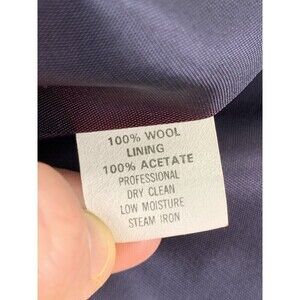 100% WOOL
LINING
100% ACETATE
PROFESSIONAL
DRY CLEAN
LOW MOISTURE
STEAM IRON